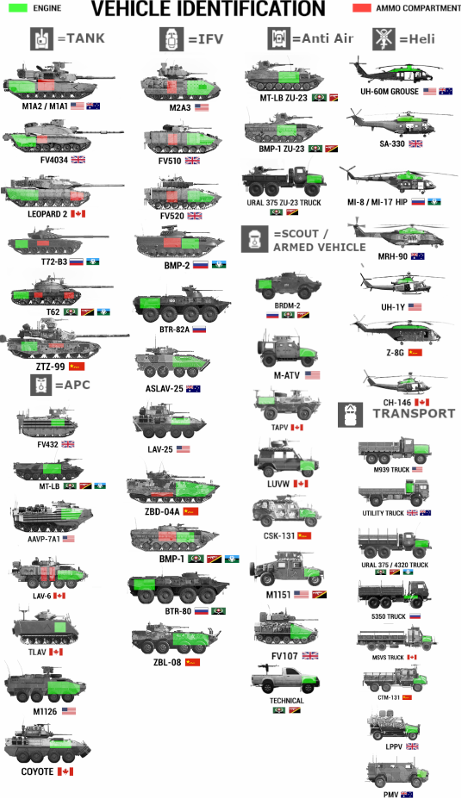 ENGINE
VEHICLE IDENTIFICATION
AMMO COMPARTMENT
=TANK
M1A2 / M1A1
FV4034
LEOPARD 2
T72-B3
T62
ZTZ-99
=APC
FV432
MT-LB
AAVP-7A1
LAV-6
TLAV
M1126
COYOTE
=IFV
M2A3
FV510
FV520
BMP-2
BTR-82A
ASLAV-25
LAV-25
ZBD-04A
BMP-1
BTR-80
ZBL-08
=Anti Air
MT-LB ZU-23
BMP-1 ZU-23
URAL 375 ZU-23 TRUCK
=SCOUT /
ARMED VEHICLE
BRDM-2
M-ATV
TAPV
LUVW
CSK-131
M1151
FV107
TECHNICAL
=Heli
UH-60M GROUSE
SA-330
MI-8 / MI-17 HIP
MRH-90
UH-1Y
Z-8G
CH-146
TRANSPORT
M939 TRUCK
UTILITY TRUCK
URAL 375 / 4320 TRUCK
5350 TRUCK
MSVS TRUCK
CTM-131
LPPV
PMV